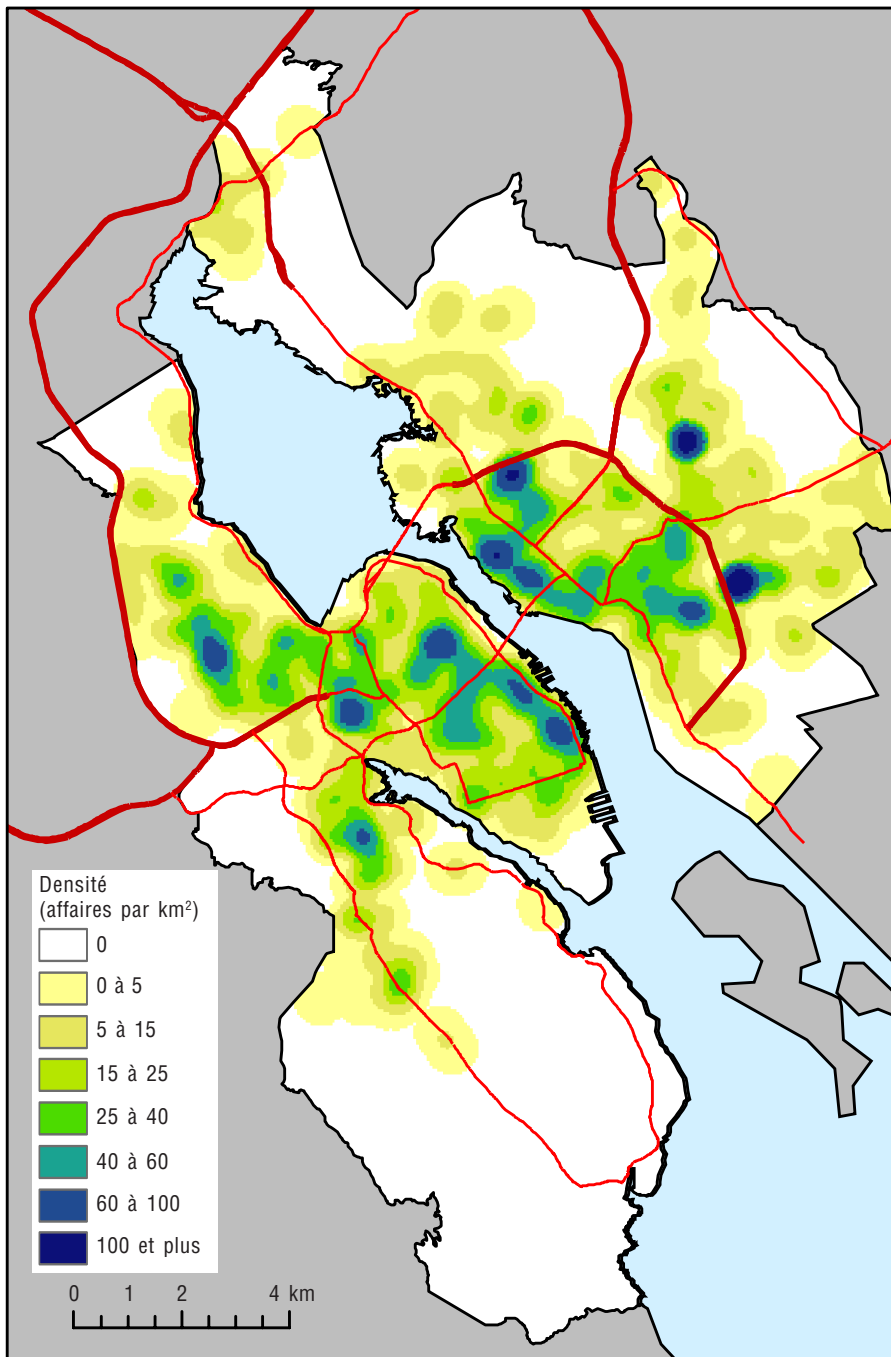 Densité
(affaires par km²)
0
0 à 5
5 à 15
15 à 25
25 à 40
40 à 60
60 à 100
100 et plus
0 1 2 4 km